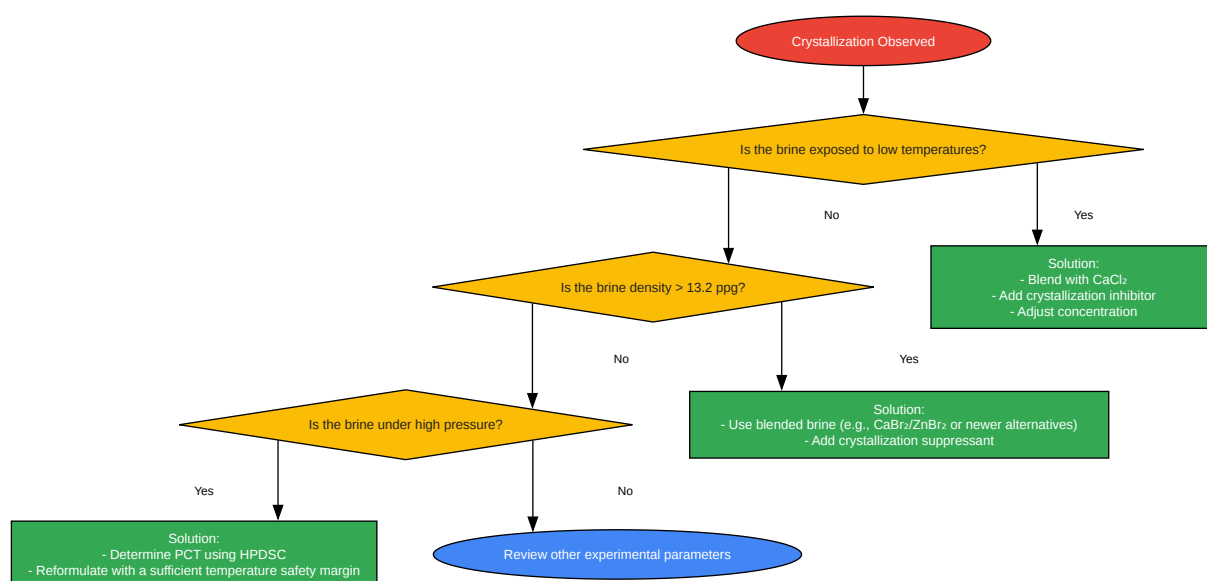 Crystallization Observed
Is the brine exposed to low temperatures?
No
Yes
Solution:
- Blend with CaCl₂
- Add crystallization inhibitor
- Adjust concentration
Is the brine density > 13.2 ppg?
No
Yes
Solution:
- Use blended brine (e.g., CaBr₂/ZnBr₂ or newer alternatives)
- Add crystallization suppressant
Is the brine under high pressure?
Yes
No
Solution:
- Determine PCT using HPDSC
- Reformulate with a sufficient temperature safety margin
Review other experimental parameters